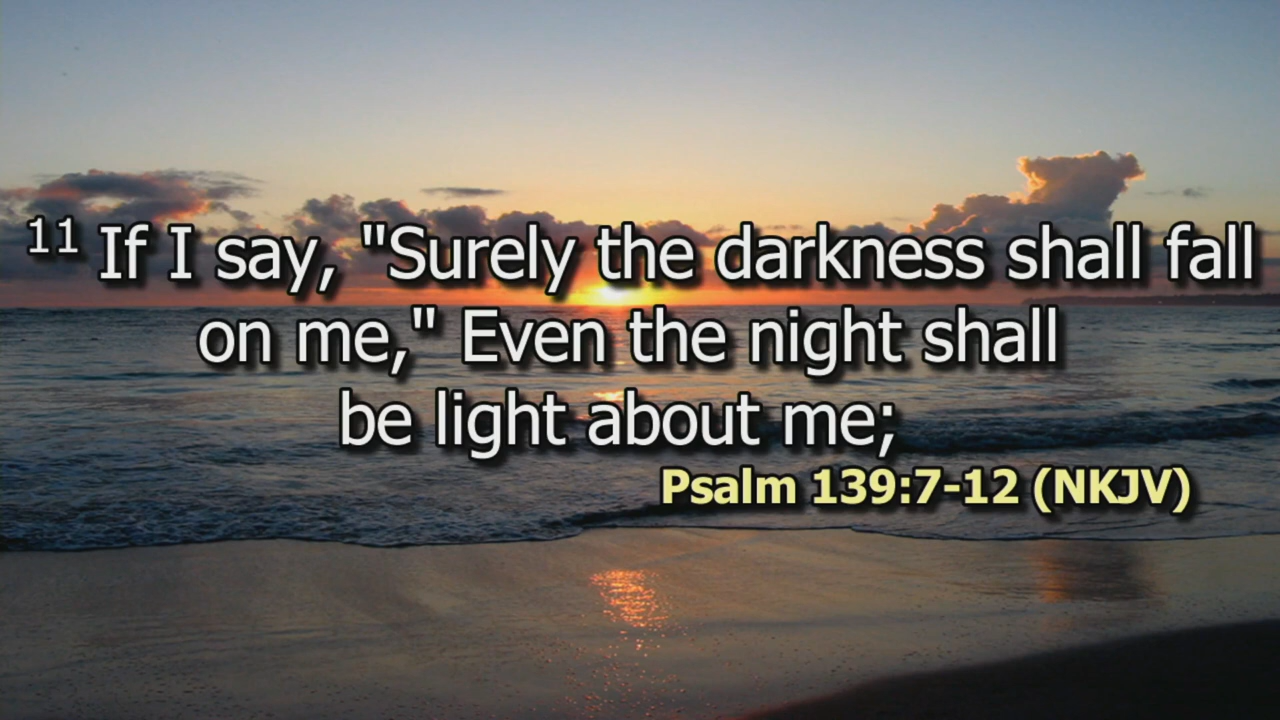 11 If I say, "Surely the darkness shall fall
on me," Even the night shall
be light about me;
Psalm 139:7-12 (NKJV)